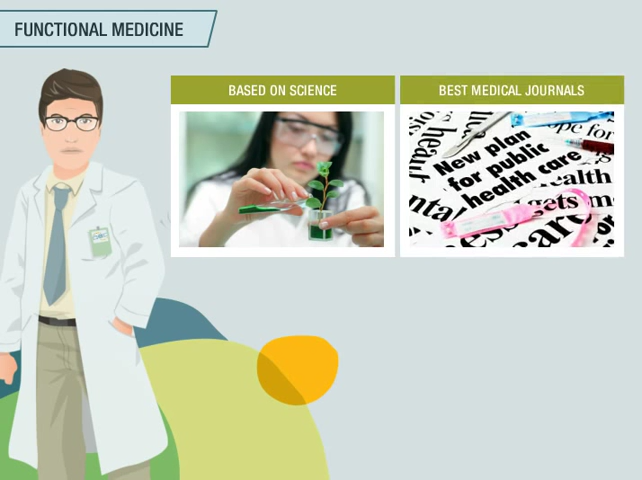 FUNCTIONAL MEDICINE
BASED ON SCIENCE
BEST MEDICAL JOURNALS
New plan
for public
health care